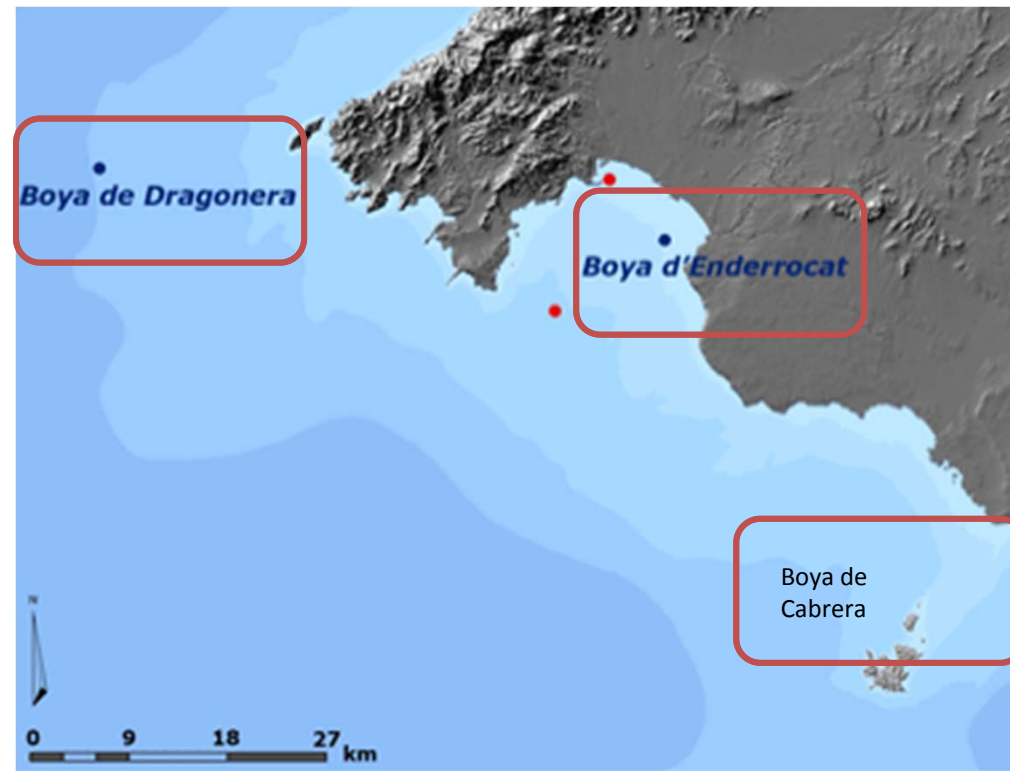 Boya de Dragonera
Boya d'Enderrocat
Boya de
Cabrera
N
0 9 18 27 km